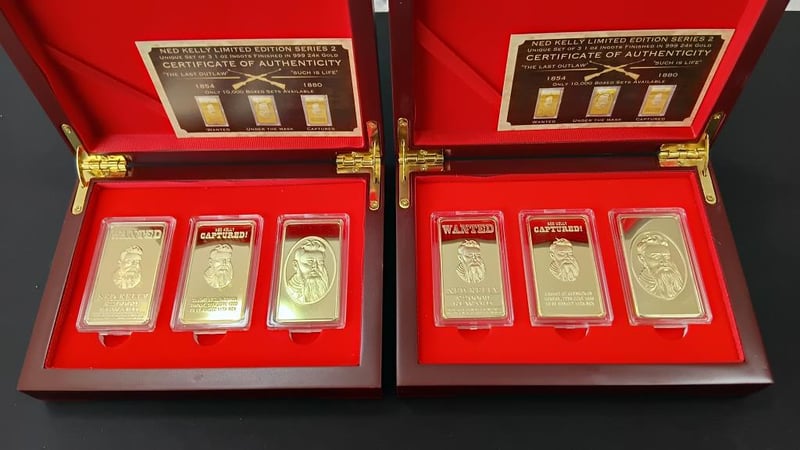 NED KELLY LIMITED EDITION SERIES 2
UNIQUE SET OF 3 1 OZ INGOTS FINISHED IN 999 24K GOLD
CERTIFICATE OF AUTHENTICITY
"THE LAST OUTLAW" "SUCH IS LIFE"
1854 1880
ONLY 10,000 BOXED SETS AVAILABLE
WANTED UNDER THE MASK CAPTURED
NED KELLY LIMITED EDITION SERIES 2
UNIQUE SET OF 3 1 OZ INGOTS FINISHED IN 999 24K GOLD
CERTIFICATE OF AUTHENTICITY
"THE LAST OUTLAW" "SUCH IS LIFE"
1854 1880
ONLY 10,000 BOXED SETS AVAILABLE
WANTED UNDER THE MASK CAPTURED
WANTED
NED KELLY
NED KELLY
CAPTURED!
WANTED
NED KELLY
NED KELLY
CAPTURED!